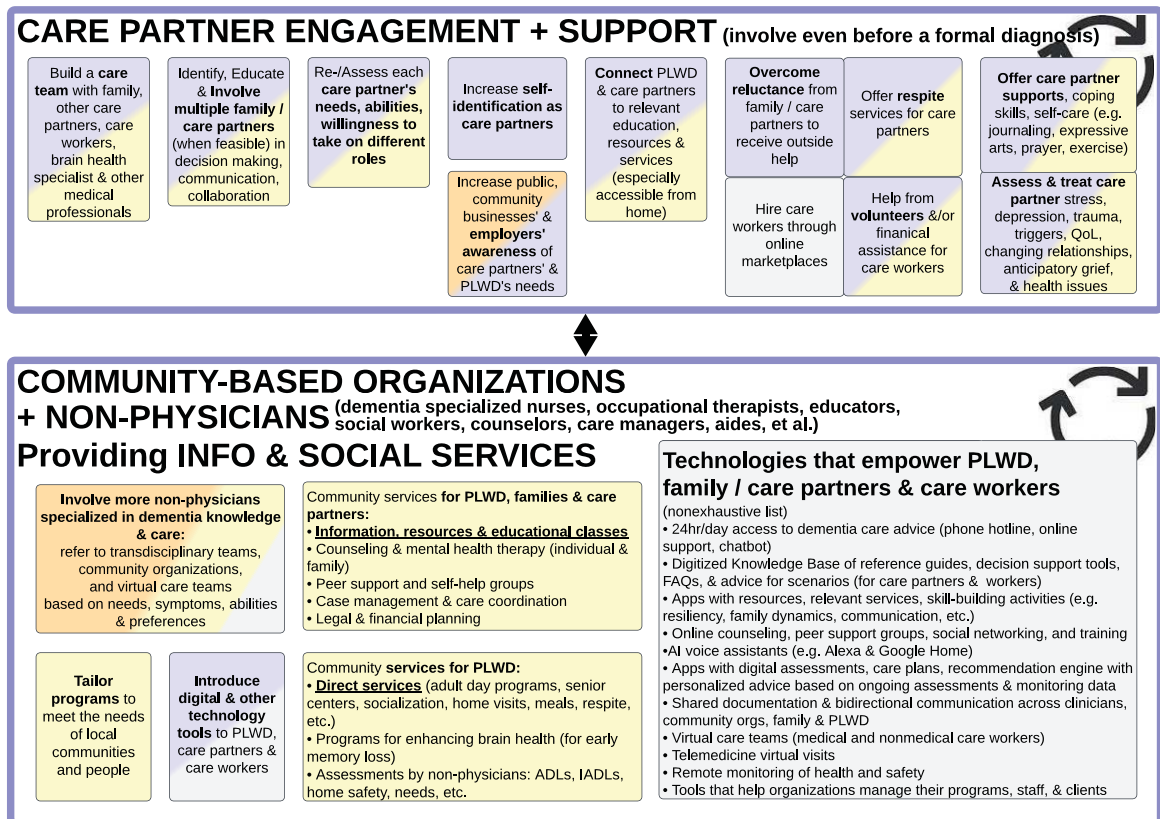 CARE PARTNER ENGAGEMENT + SUPPORT (involve even before a formal diagnosis)
Build a care
team with family,
other care
partners, care
workers,
brain health
specialist & other
medical
professionals
Identify, Educate
& Involve
multiple family /
care partners
(when feasible) in
decision making,
communication,
collaboration
Re-/Assess each
care partner's
needs, abilities,
willingness to
take on different
roles
Increase self-
identification as
care partners
Increase public,
community
businesses' &
employers'
awareness of
care partners' &
PLWD's needs
Connect PLWD
& care partners
to relevant
education,
resources &
services
(especially
accessible from
home)
Overcome
reluctance from
family / care
partners to
receive outside
help
Offer respite
services for care
partners
Hire care
workers through
online
marketplaces
Help from
volunteers &/or
finanical
assistance for
care workers
Offer care partner
supports, coping
skills, self-care (e.g.
journaling, expressive
arts, prayer, exercise)
Assess & treat care
partner stress,
depression, trauma,
triggers, QoL,
changing relationships,
anticipatory grief,
& health issues
COMMUNITY-BASED ORGANIZATIONS
+ NON-PHYSICIANS (dementia specialized nurses, occupational therapists, educators,
social workers, counselors, care managers, aides, et al.)
Providing INFO & SOCIAL SERVICES
Involve more non-physicians
specialized in dementia knowledge
& care:
refer to transdisciplinary teams,
community organizations,
and virtual care teams
based on needs, symptoms, abilities
& preferences
Community services for PLWD, families & care
partners:
• Information, resources & educational classes
• Counseling & mental health therapy (individual &
family)
• Peer support and self-help groups
• Case management & care coordination
• Legal & financial planning
Tailor
programs to
meet the needs
of local
communities
and people
Introduce
digital & other
technology
tools to PLWD,
care partners &
care workers
Community services for PLWD:
• Direct services (adult day programs, senior
centers, socialization, home visits, meals, respite,
etc.)
• Programs for enhancing brain health (for early
memory loss)
• Assessments by non-physicians: ADLs, IADLs,
home safety, needs, etc.
Technologies that empower PLWD,
family / care partners & care workers
(nonexhaustive list)
• 24hr/day access to dementia care advice (phone hotline, online
support, chatbot)
• Digitized Knowledge Base of reference guides, decision support tools,
FAQs, & advice for scenarios (for care partners & workers)
• Apps with resources, relevant services, skill-building activities (e.g.
resiliency, family dynamics, communication, etc.)
• Online counseling, peer support groups, social networking, and training
•AI voice assistants (e.g. Alexa & Google Home)
• Apps with digital assessments, care plans, recommendation engine with
personalized advice based on ongoing assessments & monitoring data
• Shared documentation & bidirectional communication across clinicians,
community orgs, family & PLWD
• Virtual care teams (medical and nonmedical care workers)
• Telemedicine virtual visits
• Remote monitoring of health and safety
• Tools that help organizations manage their programs, staff, & clients